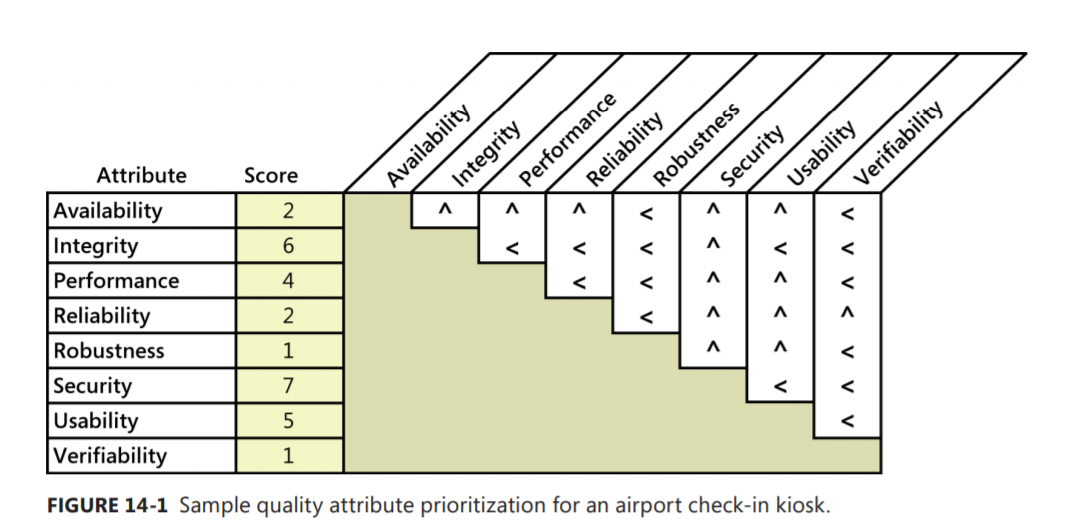 Availability Integrity Performance Reliability Robustness Security Usability Verifiability
Attribute Score
Availability 2 ^ ^ ^ < ^ ^ <
Integrity 6 < < < ^ < <
Performance 4 < < ^ ^ <
Reliability 2 < ^ ^ ^
Robustness 1 ^ ^ <
Security 7 < <
Usability 5 <
Verifiability 1
FIGURE 14-1 Sample quality attribute prioritization for an airport check-in kiosk.